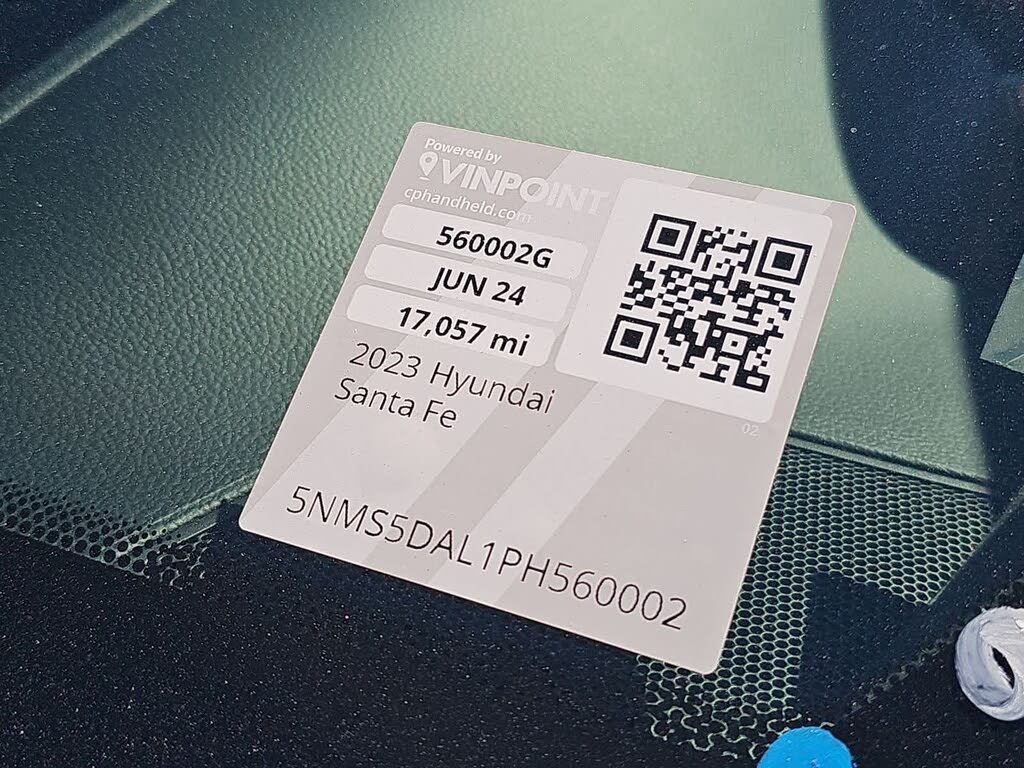 Powered by
VINPOINT
cphandheld.com
560002G
JUN 24
17,057 mi
2023 Hyundai
Santa Fe
02
5NMS5DAL1PH560002